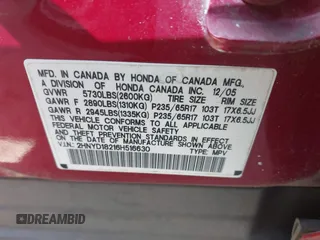 MFD. IN CANADA BY HONDA OF CANADA MFG.,
A DIVISION OF HONDA CANADA INC. 12/05
GVWR 5730LBS(2600KG) TIRE SIZE RIM SIZE
GAWR F 2890LBS(1310KG) P235/65R17 103T 17X6.5JJ
GAWR R 2945LBS(1335KG) P235/65R17 103T 17X6.5JJ
THIS VEHICLE CONFORMS TO ALL APPLICABLE
FEDERAL MOTOR VEHICLE SAFETY STANDARDS
IN EFFECT ON THE DATE OF MANUFACTURE SHOWN ABOVE.
V.I.N.: 2HNYD18216H516630 TYPE: MPV
DREAMBID